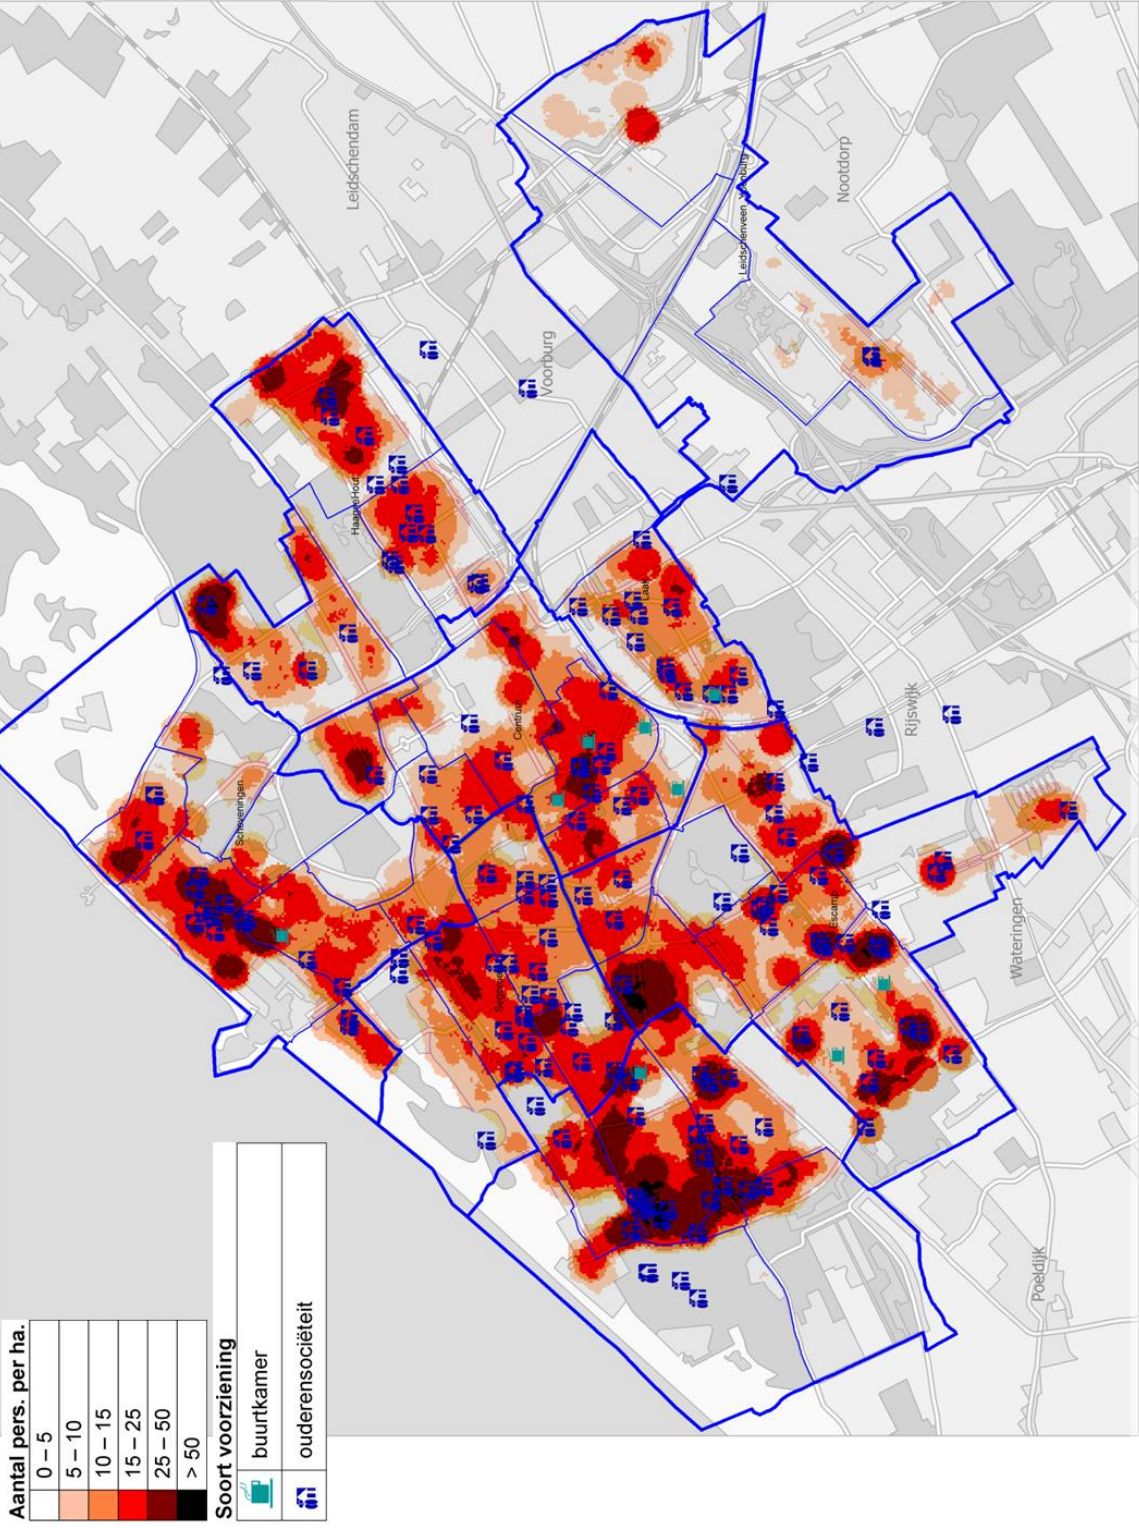 Aantal pers. per ha.
0 – 5
5 – 10
10 – 15
15 – 25
25 – 50
> 50
Soort voorziening
buurtkamer
ouderensociëteit
Leidschendam
Nootdorp
Voorburg
Leidschenveen
Haagse Hout
Laak
Centrum
Scheveningen
Rijswijk
Escamp
Wateringen
Poeldijk